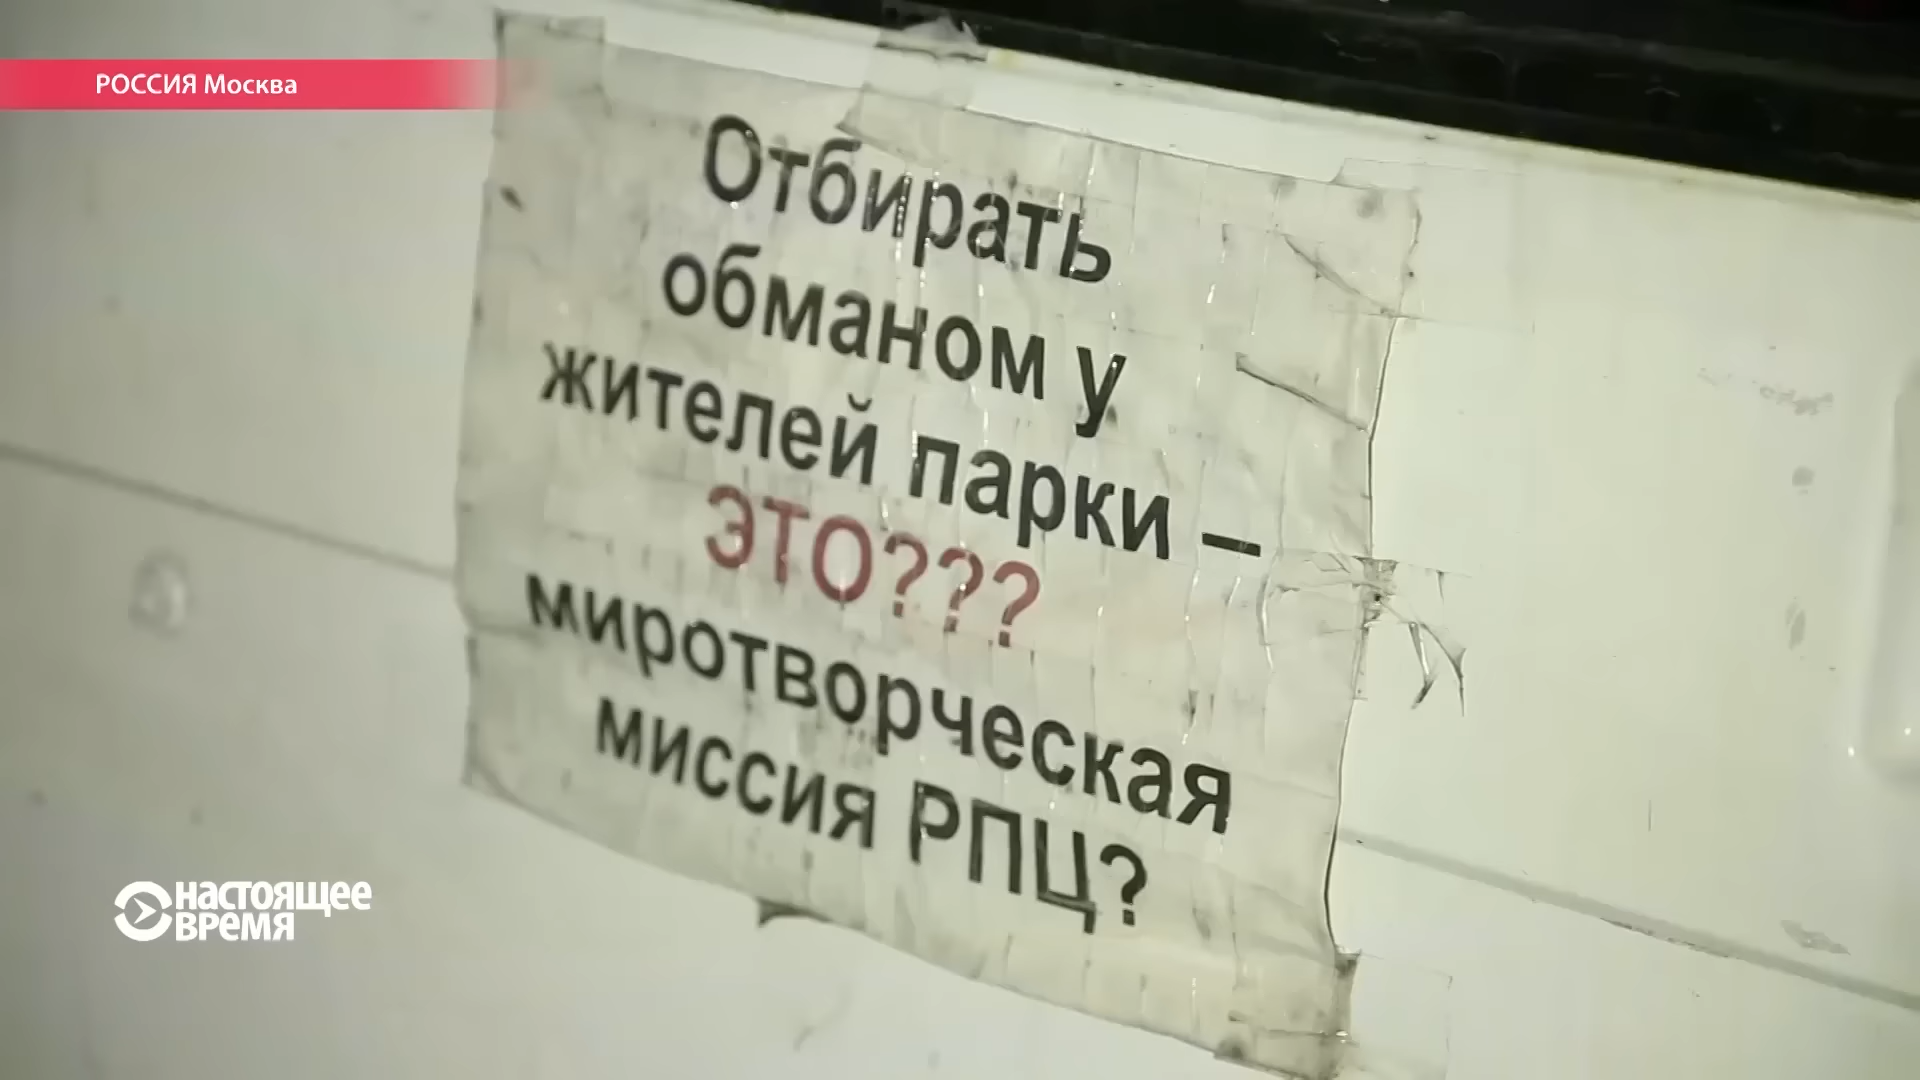 РОССИЯ Москва
Отбирать
обманом у
жителей парки –
ЭТО???
миротворческая
миссия РПЦ?
НАСТОЯЩЕЕ
ВРЕМЯ